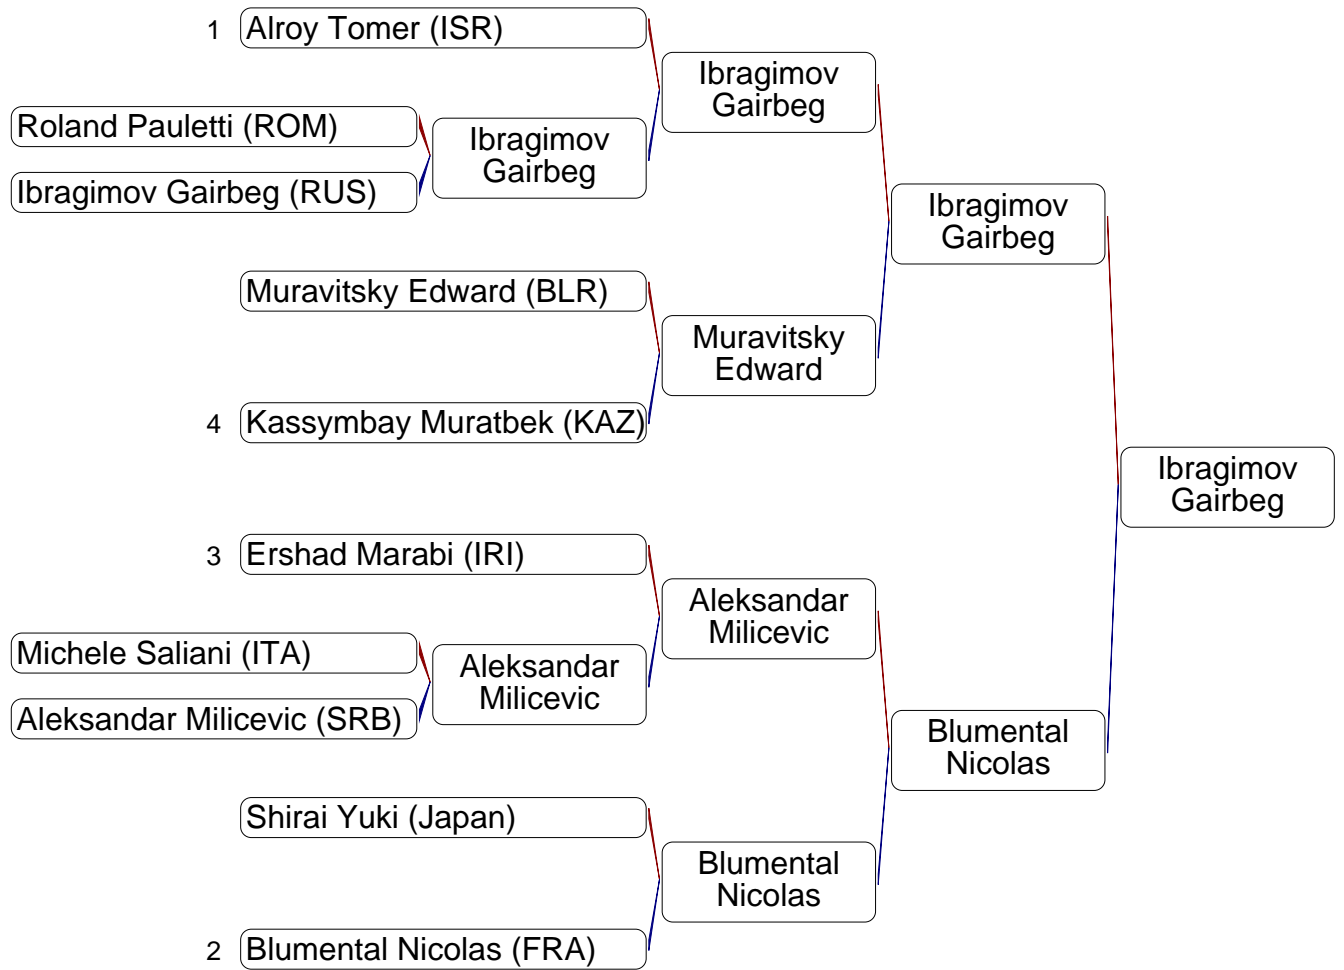 1 Alroy Tomer (ISR)
Ibragimov
Gairbeg
Roland Pauletti (ROM)
Ibragimov
Gairbeg
Ibragimov Gairbeg (RUS)
Ibragimov
Gairbeg
Muravitsky Edward (BLR)
Muravitsky
Edward
4 Kassymbay Muratbek (KAZ)
Ibragimov
Gairbeg
3 Ershad Marabi (IRI)
Aleksandar
Milicevic
Michele Saliani (ITA)
Aleksandar
Milicevic
Aleksandar Milicevic (SRB)
Blumental
Nicolas
Shirai Yuki (Japan)
Blumental
Nicolas
2 Blumental Nicolas (FRA)